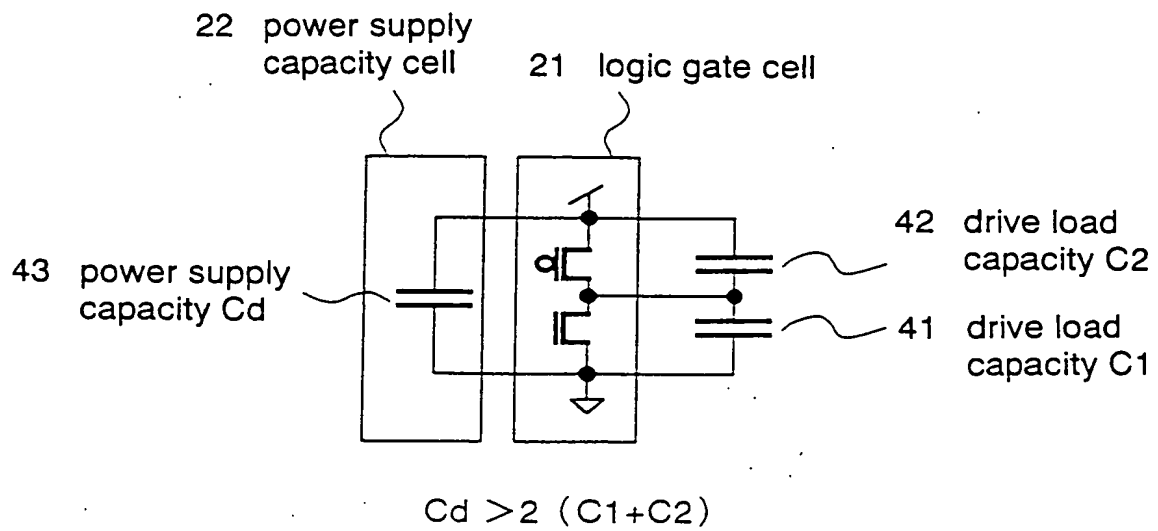 22 power supply
capacity cell
21 logic gate cell
42 drive load
capacity C2
43 power supply
capacity Cd
41 drive load
capacity C1
Cd >2 (C1+C2)